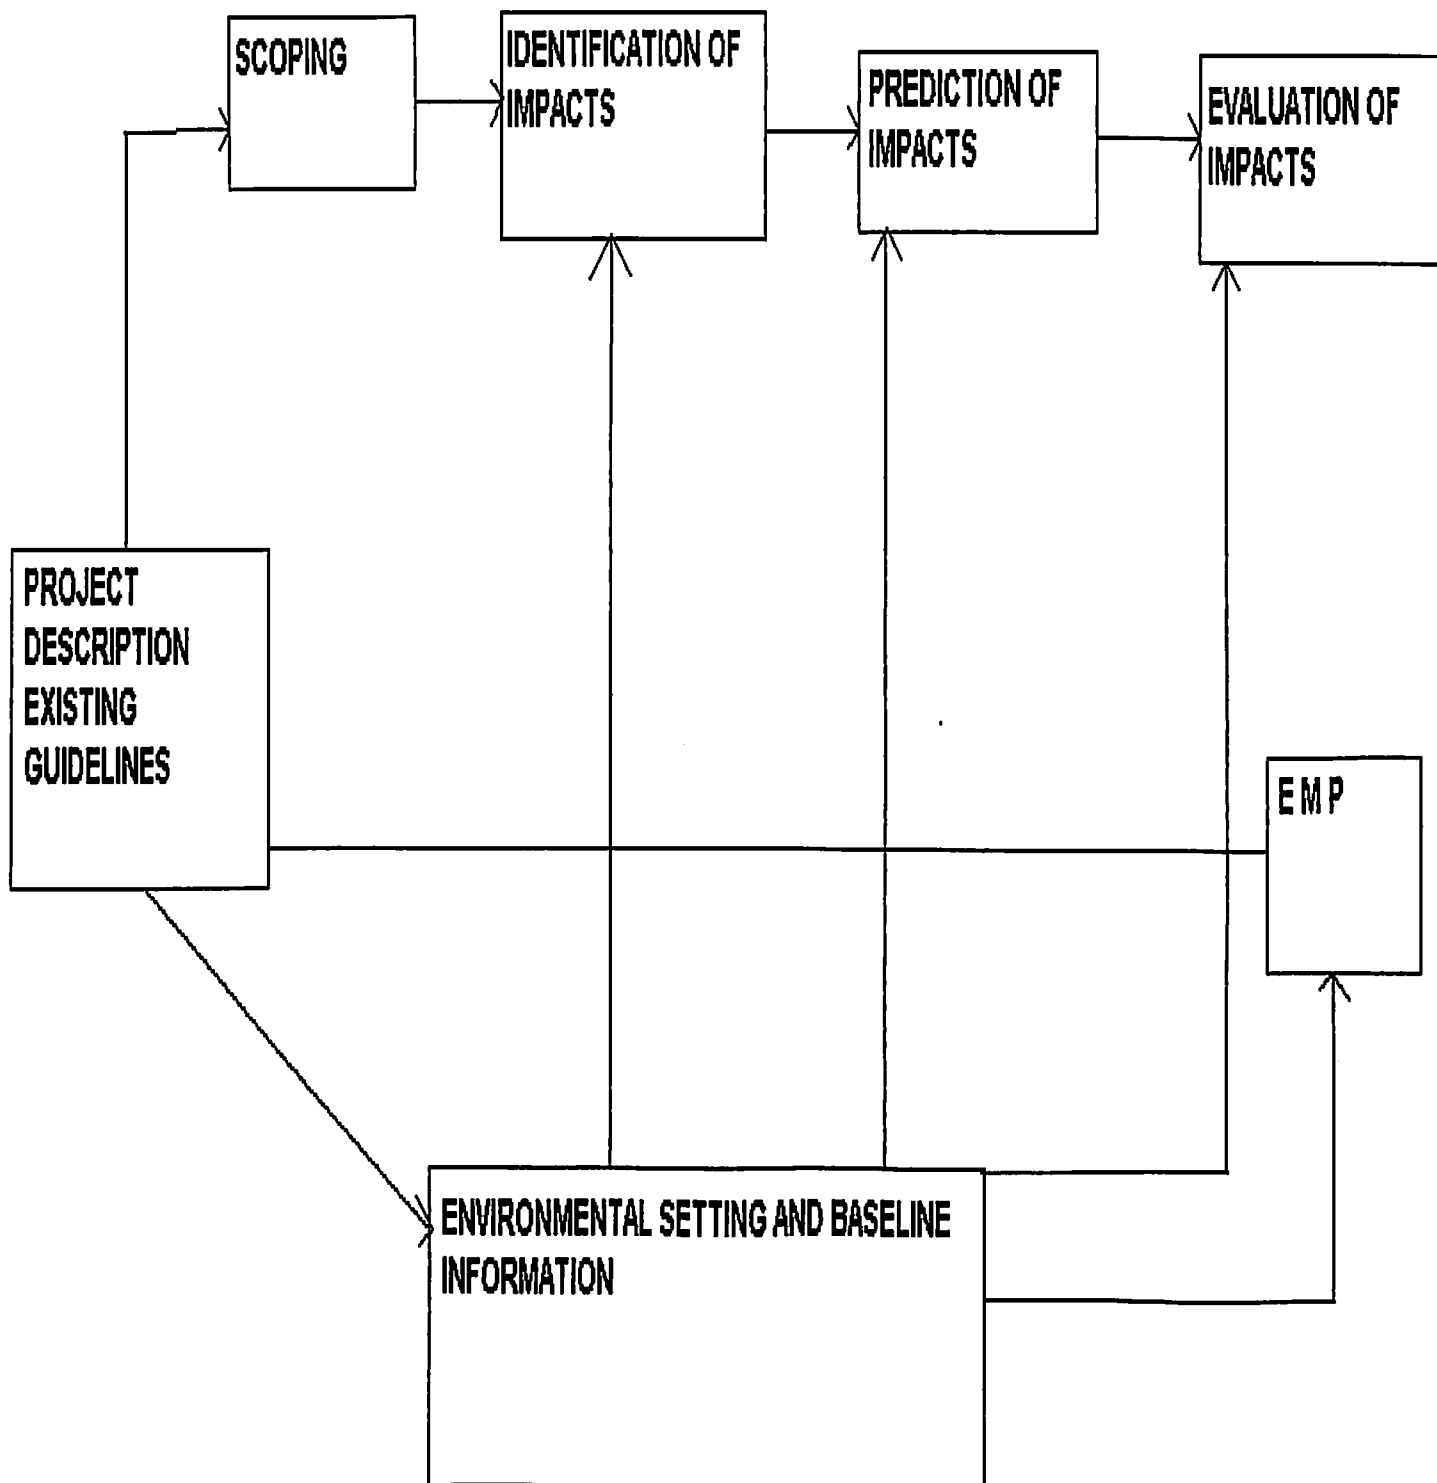 SCOPING
IDENTIFICATION OF
IMPACTS
PREDICTION OF
IMPACTS
EVALUATION OF
IMPACTS
PROJECT
DESCRIPTION
EXISTING
GUIDELINES
E M P
ENVIRONMENTAL SETTING AND BASELINE
INFORMATION